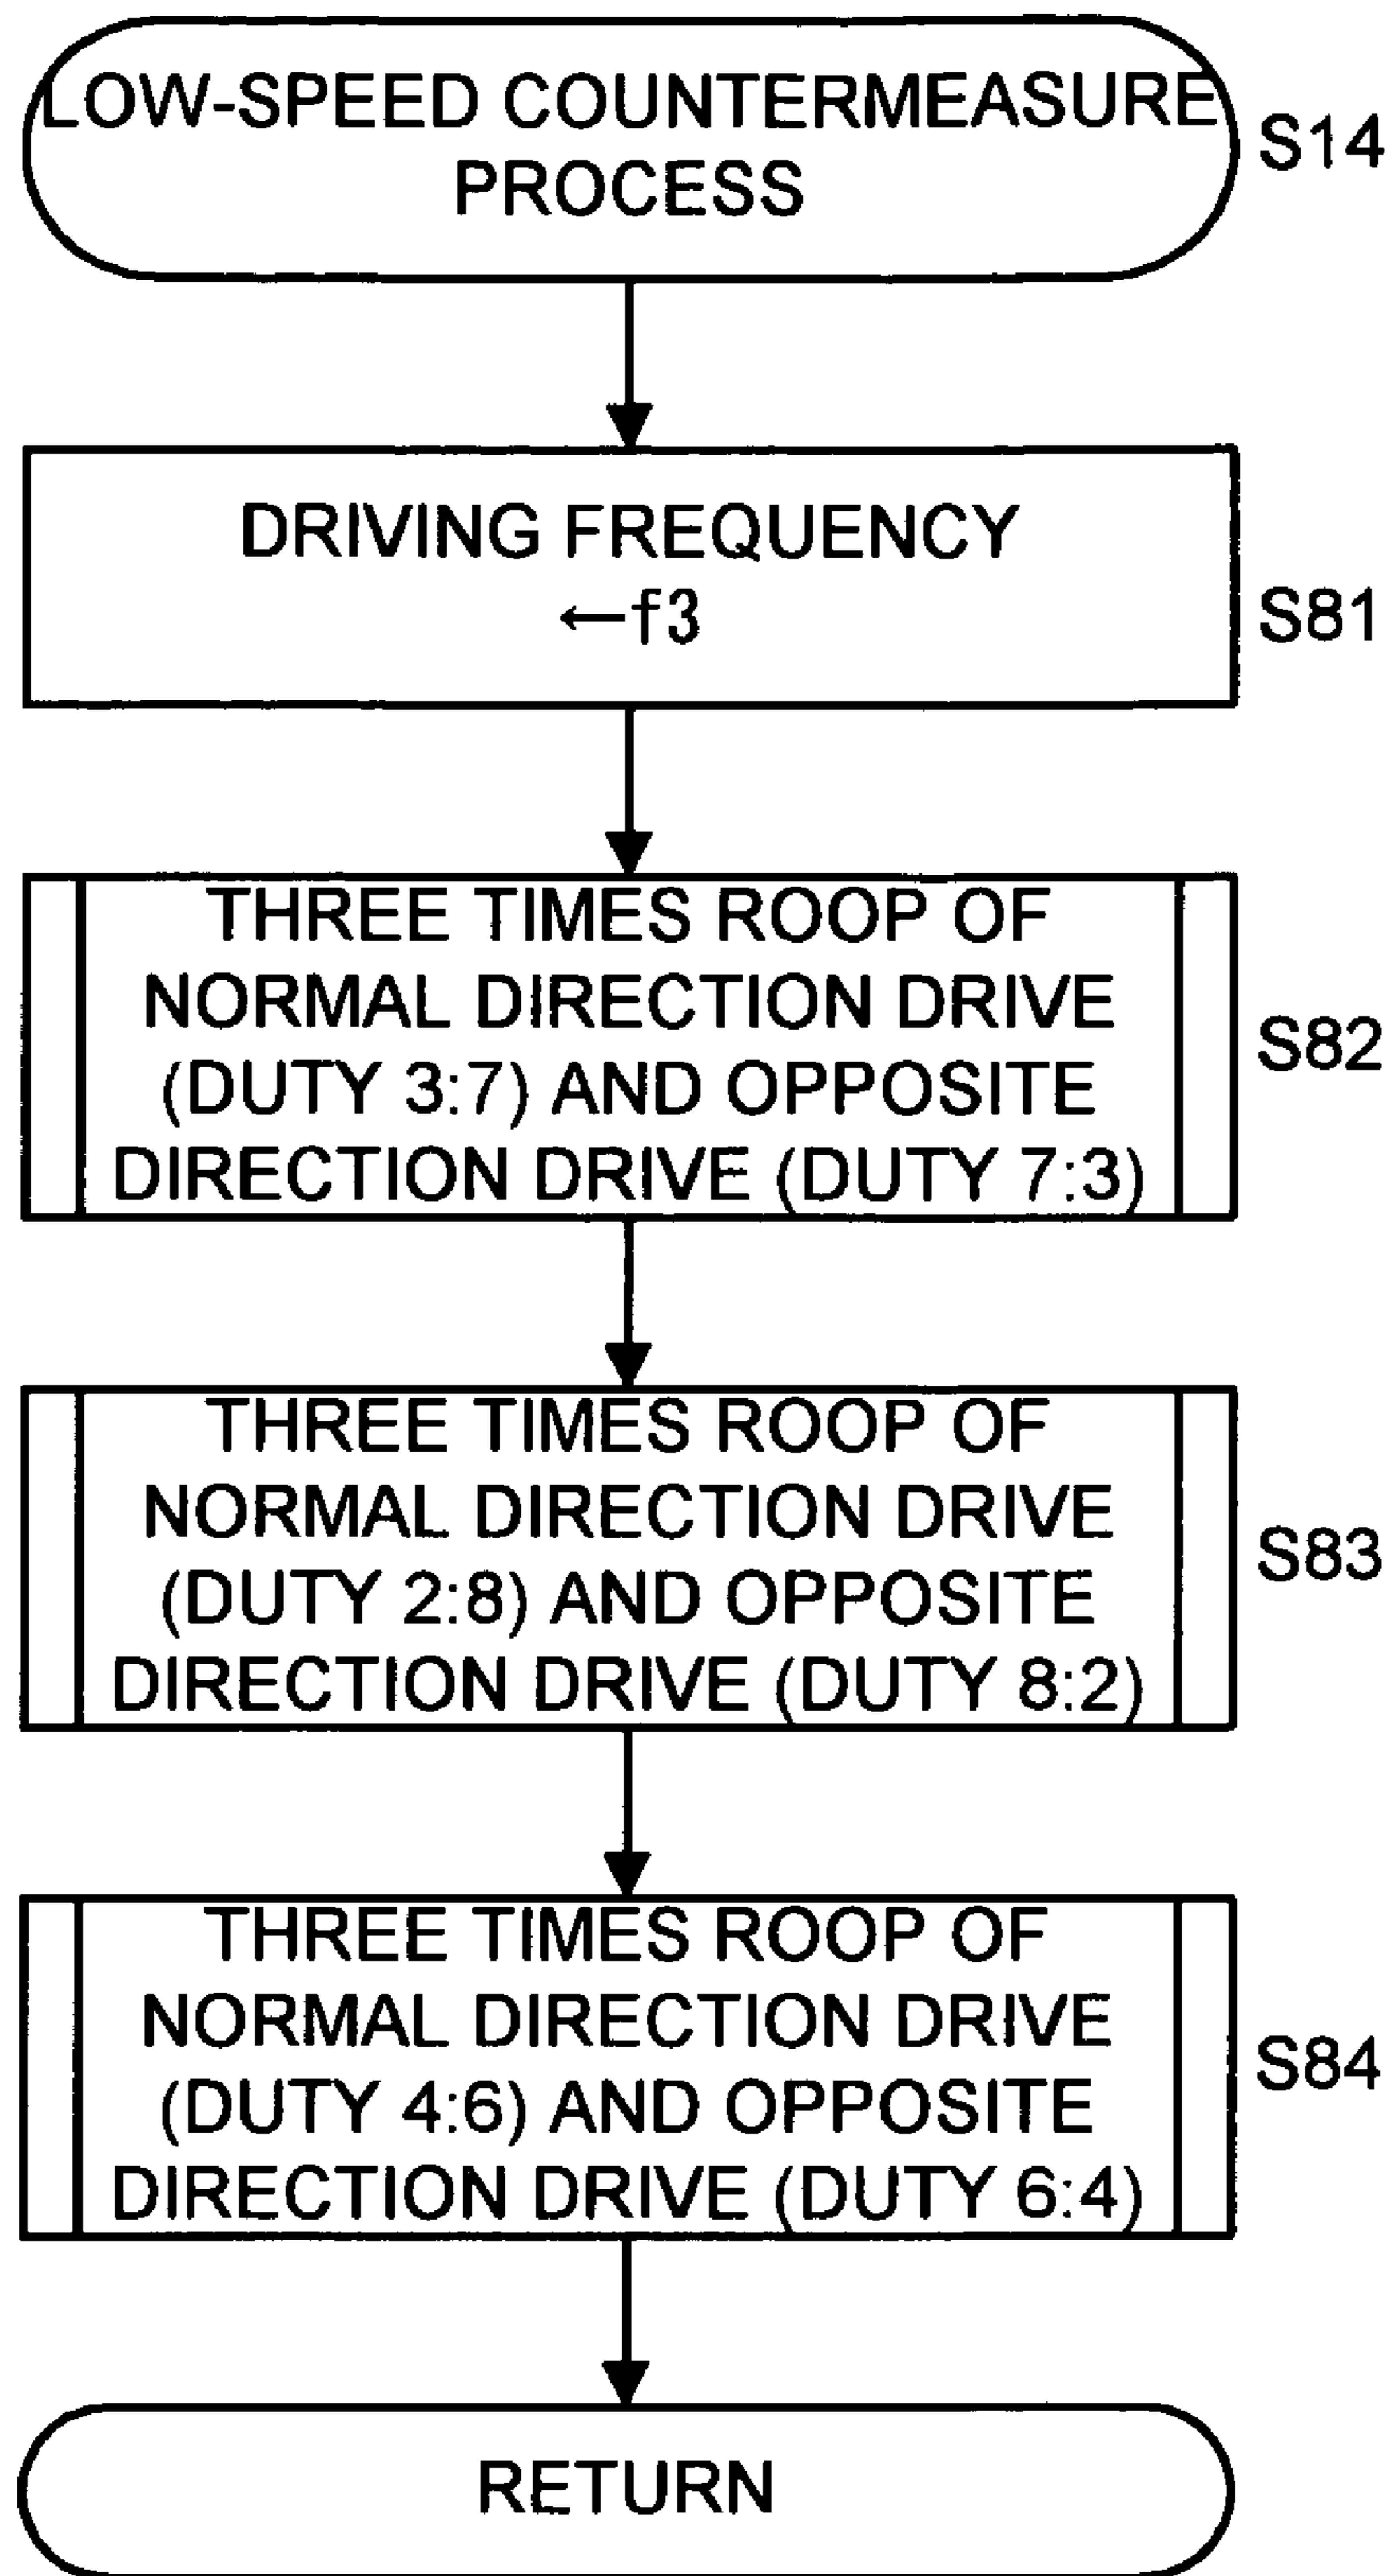 LOW-SPEED COUNTERMEASURE
PROCESS
S14
DRIVING FREQUENCY
←f3
S81
THREE TIMES ROOP OF
NORMAL DIRECTION DRIVE
(DUTY 3:7) AND OPPOSITE
DIRECTION DRIVE (DUTY 7:3)
S82
THREE TIMES ROOP OF
NORMAL DIRECTION DRIVE
(DUTY 2:8) AND OPPOSITE
DIRECTION DRIVE (DUTY 8:2)
S83
THREE TIMES ROOP OF
NORMAL DIRECTION DRIVE
(DUTY 4:6) AND OPPOSITE
DIRECTION DRIVE (DUTY 6:4)
S84
RETURN